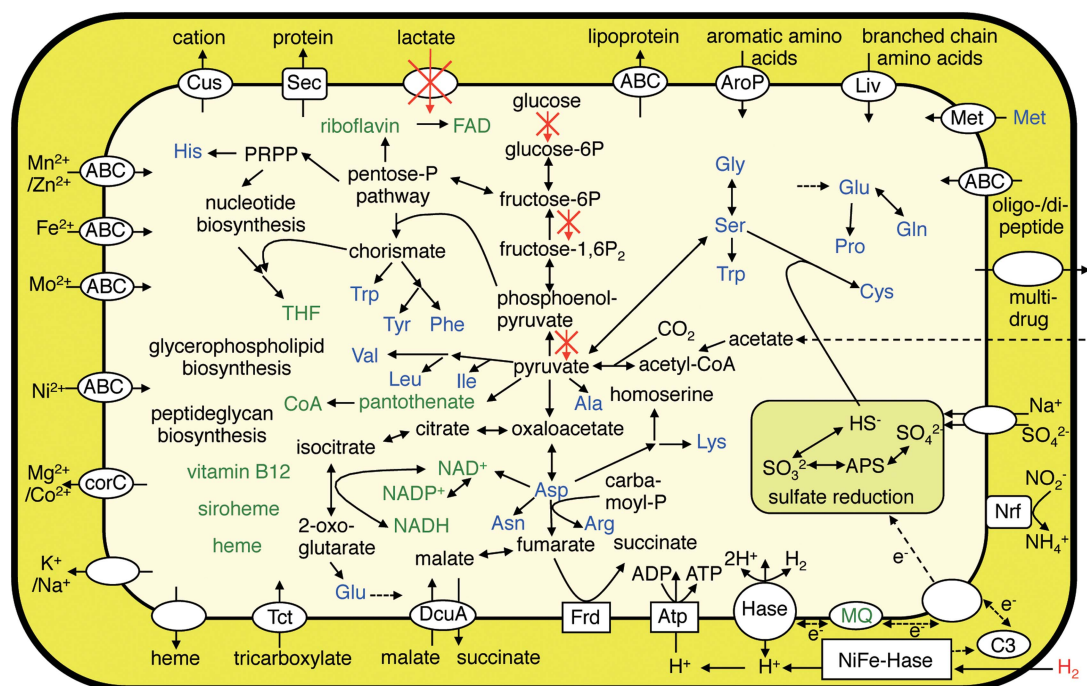 cation
protein
lactate
lipoprotein
aromatic amino
acids
branched chain
amino acids
Cus
Sec
ABC
AroP
Liv
Met
Met
glucose
riboflavin
FAD
glucose-6P
His
PRPP
pentose-P
pathway
Gly
Mn2+
/Zn2+
ABC
ABC
Glu
oligo-/di-
peptide
nucleotide
biosynthesis
fructose-6P
Ser
Pro
Gln
Fe2+
ABC
chorismate
fructose-1,6P2
Trp
Mo2+
ABC
Trp
Cys
multi-
drug
THF
Tyr
Phe
phosphoenol-
pyruvate
CO2
acetate
glycerophospholipid
biosynthesis
Val
Leu
Ile
pyruvate
acetyl-CoA
Ni2+
ABC
CoA
pantothenate
Ala
homoserine
peptideglycan
biosynthesis
isocitrate
citrate
oxaloacetate
Lys
HS-
SO42-
SO32-
APS
sulfate reduction
Na+
SO42-
Mg2+
/Co2+
corC
vitamin B12
NAD+
NADP+
Asp
carba-
moyl-P
siroheme
NADH
Asn
Arg
NO2-
Nrf
NH4+
heme
2-oxo-
glutarate
malate
fumarate
succinate
e-
K+
/Na+
Glu
ADP
ATP
2H+
H2
Tct
DcuA
Frd
Atp
Hase
MQ
e-
e-
e-
C3
heme
tricarboxylate
malate
succinate
H+
H+
NiFe-Hase
H2